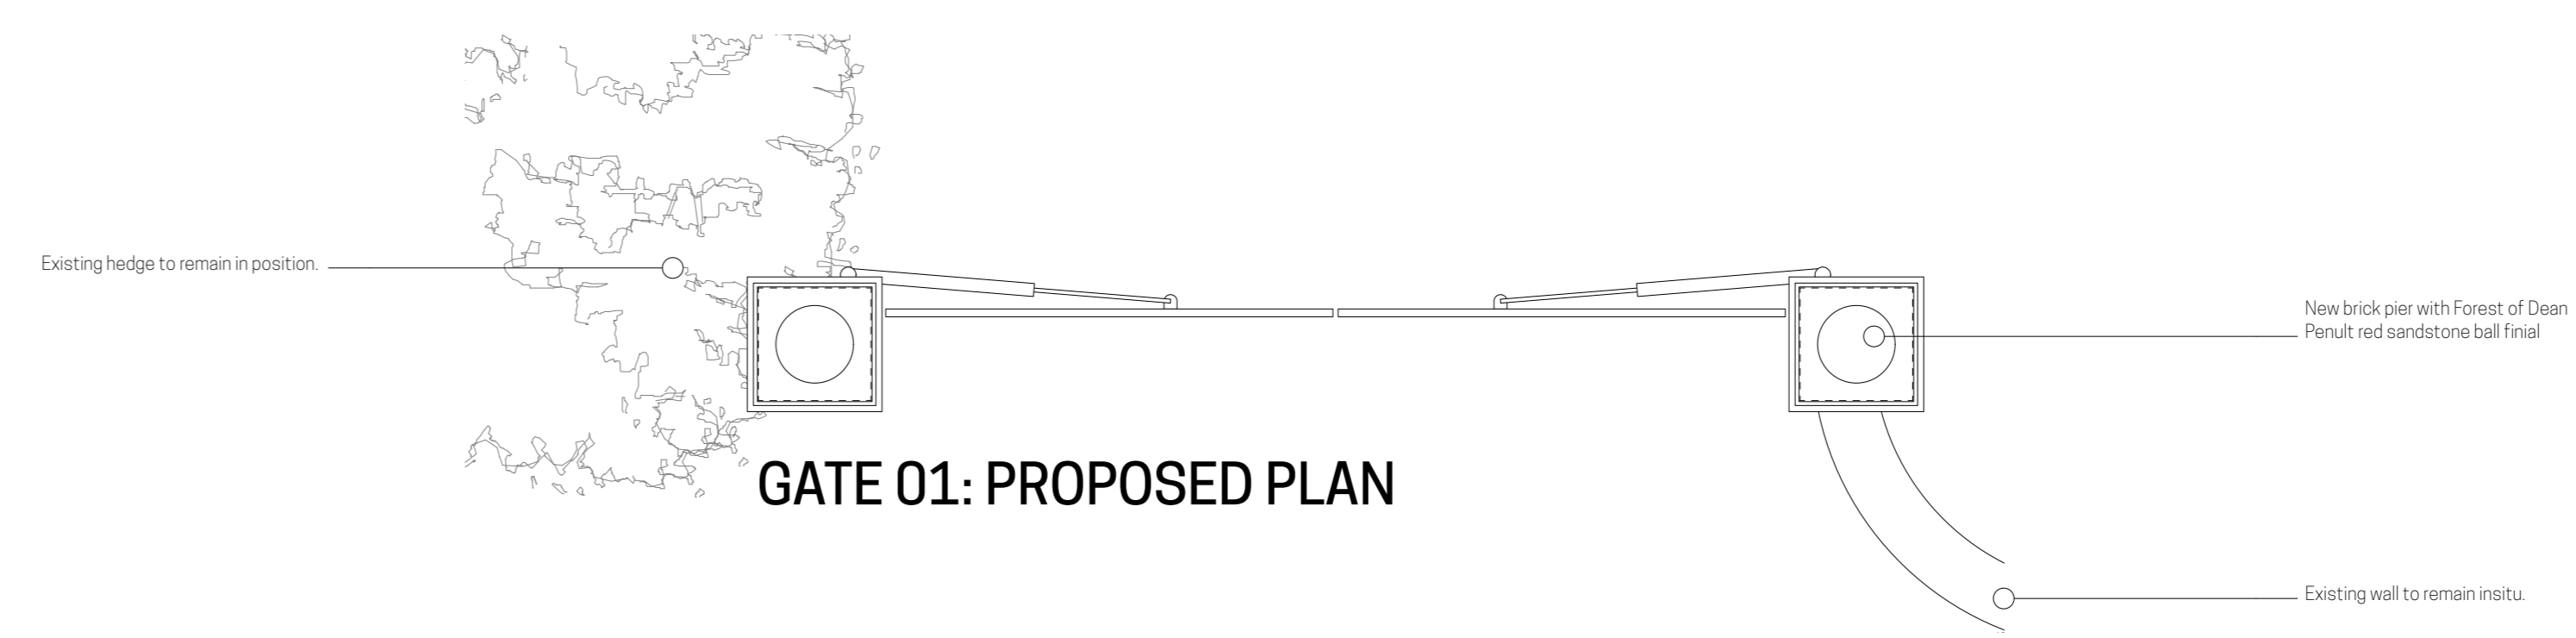 Existing hedge to remain in position.
New brick pier with Forest of Dean
Penult red sandstone ball finial
GATE 01: PROPOSED PLAN
Existing wall to remain insitu.